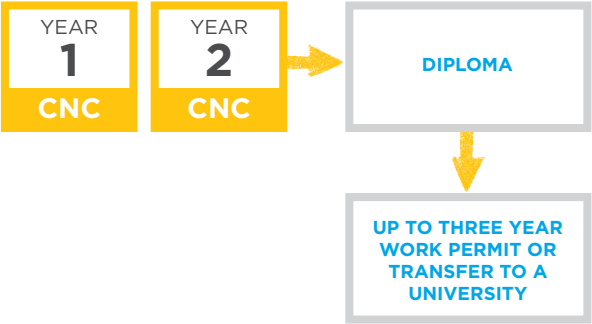 YEAR
1
CNC
YEAR
2
CNC
DIPLOMA
UP TO THREE YEAR
WORK PERMIT OR
TRANSFER TO A
UNIVERSITY